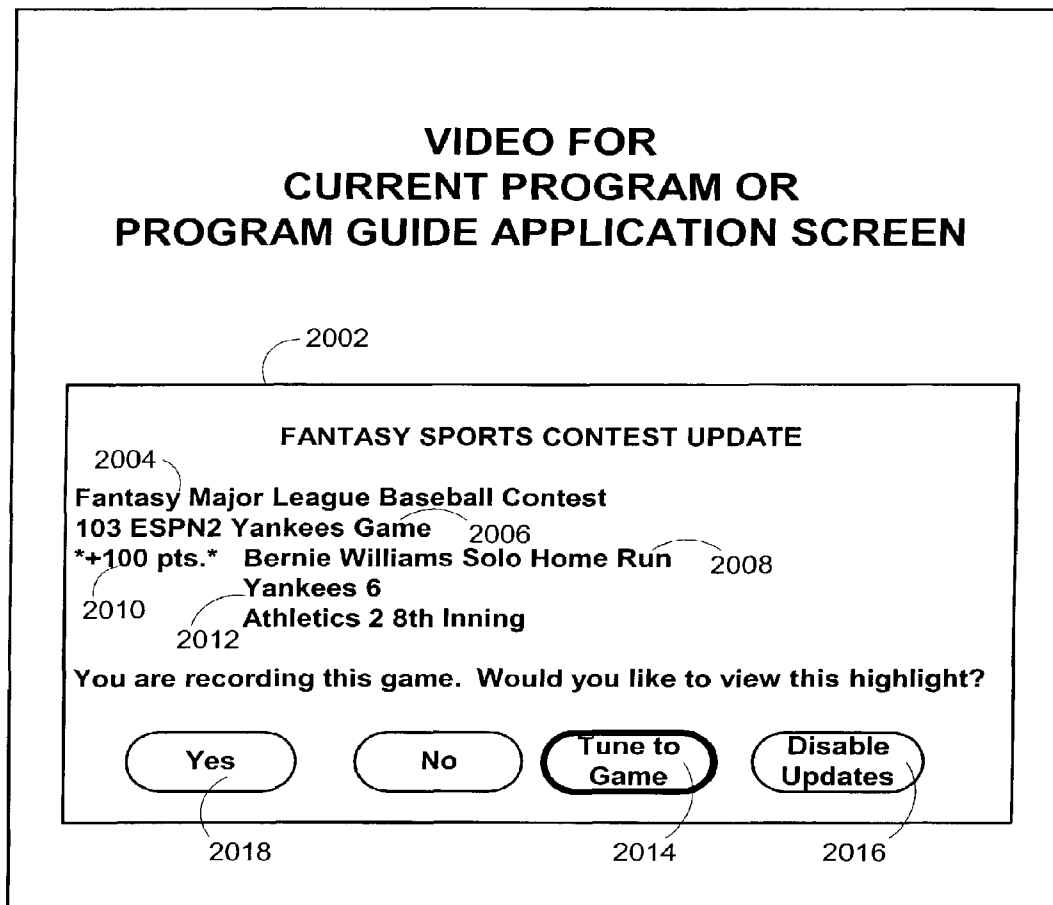 VIDEO FOR
CURRENT PROGRAM OR
PROGRAM GUIDE APPLICATION SCREEN
2002
FANTASY SPORTS CONTEST UPDATE
2004
Fantasy Major League Baseball Contest
103 ESPN2 Yankees Game
2006
*+100 pts.* Bernie Williams Solo Home Run
2008
Yankees 6
2010
Athletics 2 8th Inning
2012
You are recording this game. Would you like to view this highlight?
Yes
No
Tune to
Game
Disable
Updates
2018
2014
2016